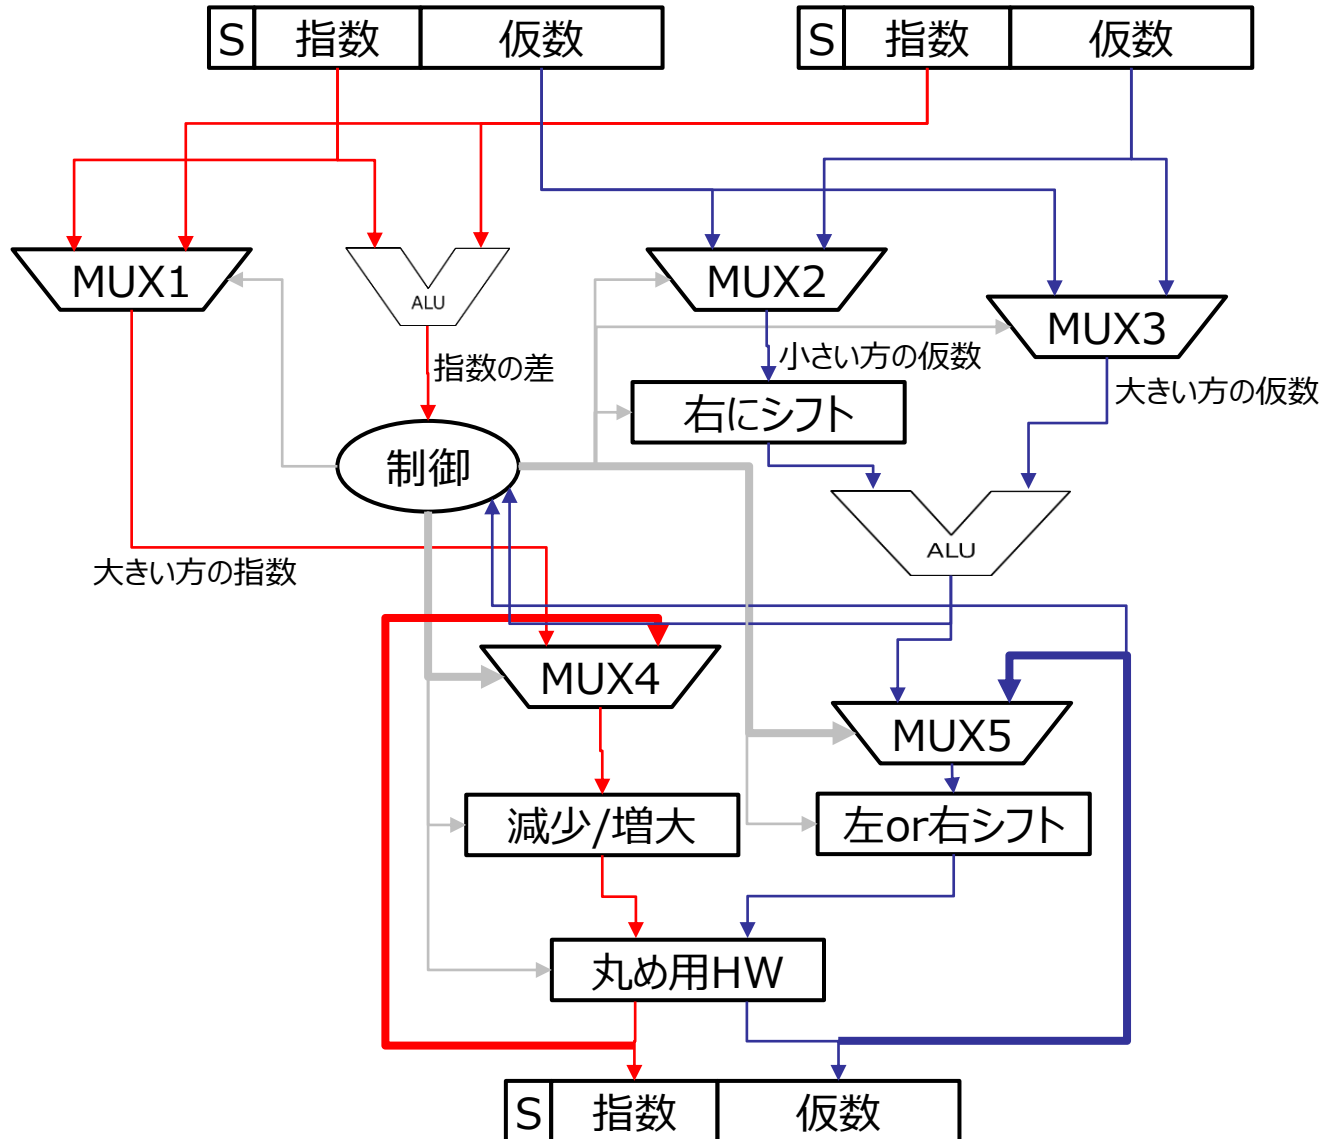 S 指数 仮数
S 指数 仮数
MUX1
ALU
MUX2
MUX3
指数の差
小さい方の仮数
大きい方の仮数
右にシフト
制御
ALU
大きい方の指数
MUX4
MUX5
減少/増大
左or右シフト
丸め用HW
S 指数 仮数